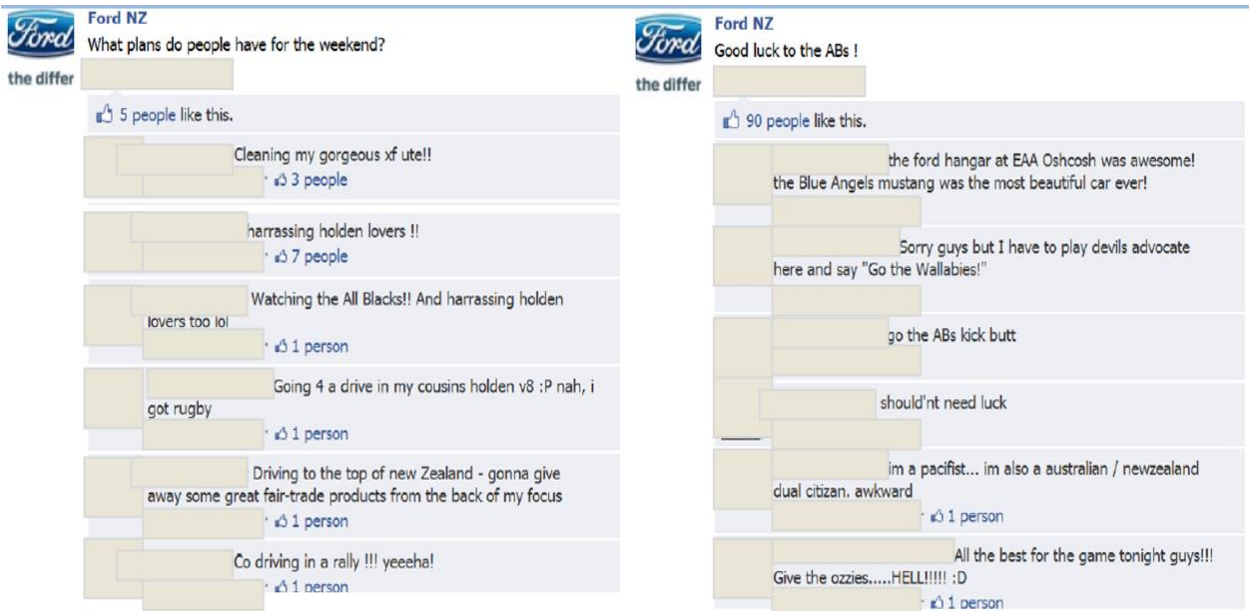 Ford
Ford NZ
What plans do people have for the weekend?
the differ
5 people like this.
Cleaning my gorgeous xf ute!!
· 3 people
harrassing holden lovers !!
· 7 people
Watching the All Blacks!! And harrassing holden
lovers too lol
· 1 person
Going 4 a drive in my cousins holden v8 :P nah, i
got rugby
· 1 person
Driving to the top of new Zealand - gonna give
away some great fair-trade products from the back of my focus
· 1 person
Co driving in a rally !!! yeeeha!
· 1 person
Ford
Ford NZ
Good luck to the ABs !
the differ
90 people like this.
the ford hangar at EAA Oshcosh was awesome!
the Blue Angels mustang was the most beautiful car ever!
Sorry guys but I have to play devils advocate
here and say "Go the Wallabies!"
go the ABs kick butt
should'nt need luck
im a pacifist... im also a australian / newzealand
dual citizan. awkward
· 1 person
All the best for the game tonight guys!!!
Give the ozzies.....HELL!!!!! :D
· 1 person